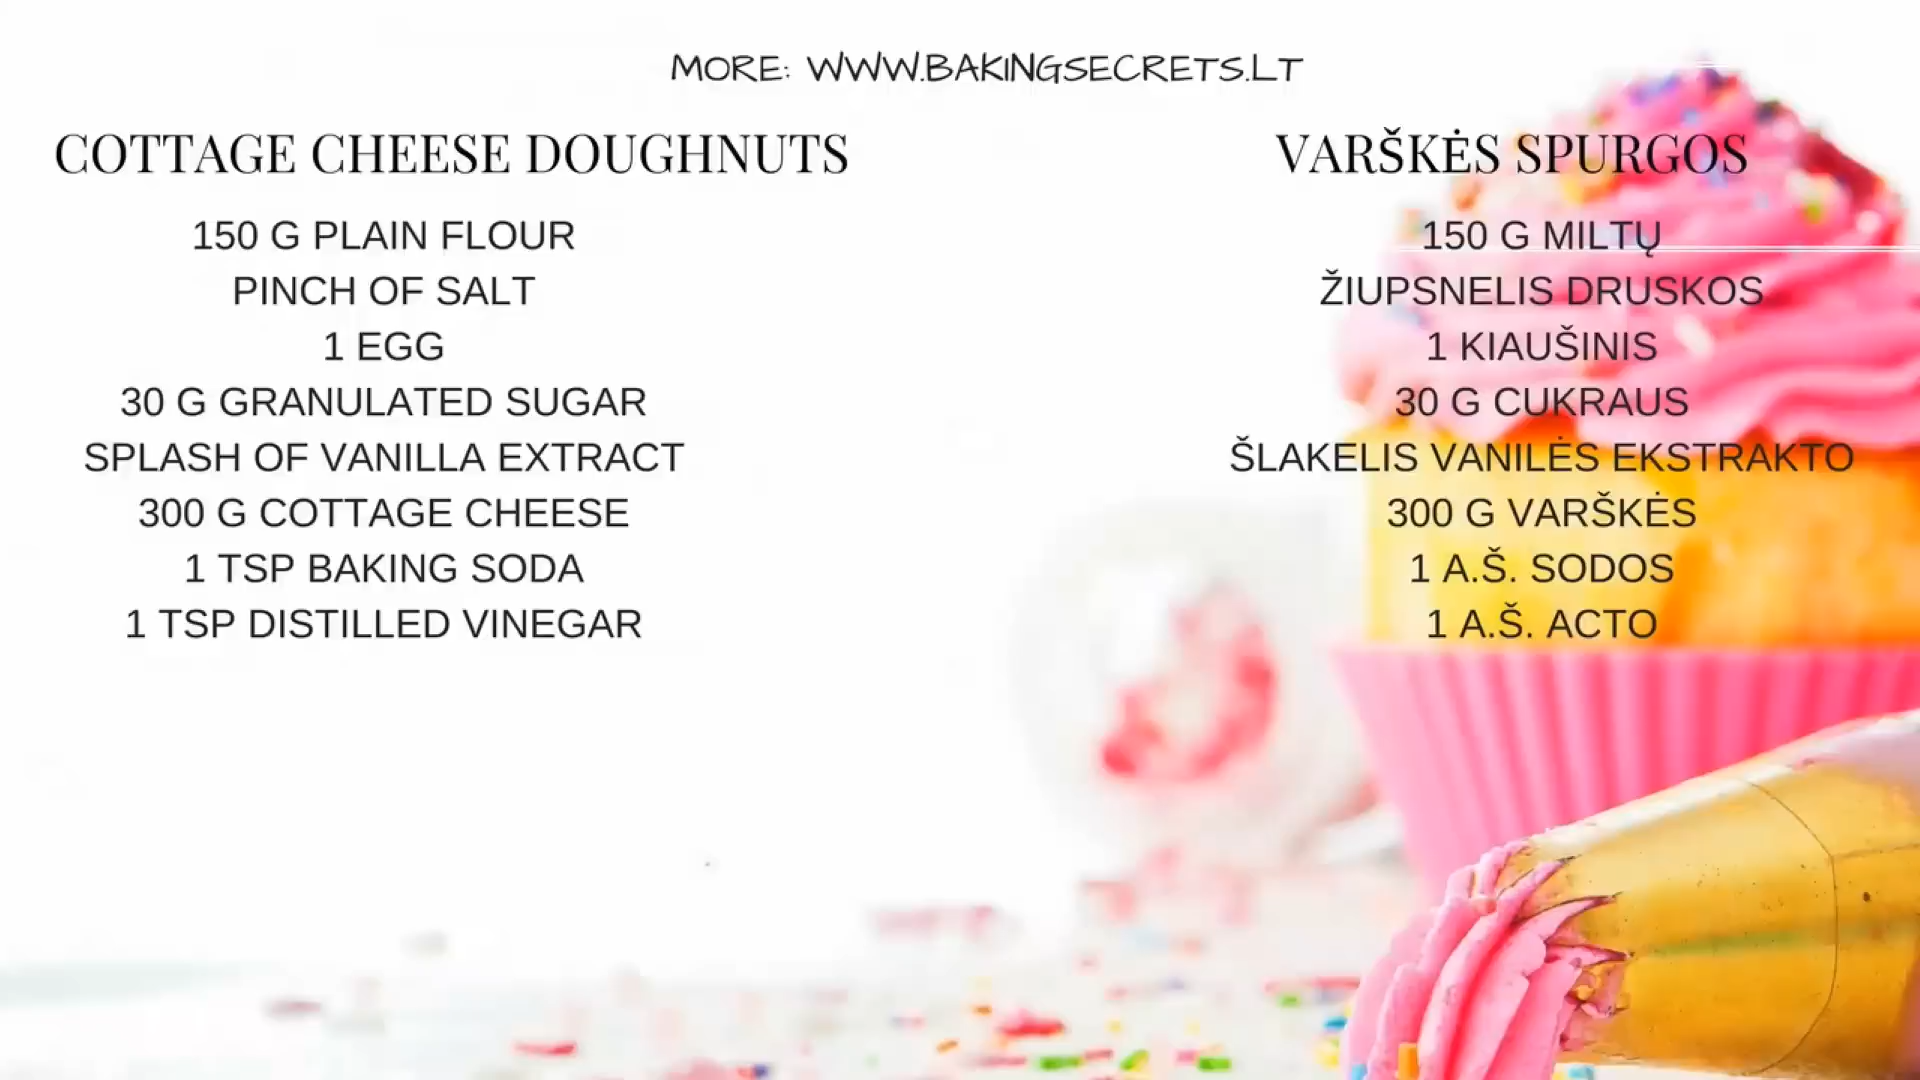 MORE: WWW.BAKINGSECRETS.LT
COTTAGE CHEESE DOUGHNUTS
150 G PLAIN FLOUR
PINCH OF SALT
1 EGG
30 G GRANULATED SUGAR
SPLASH OF VANILLA EXTRACT
300 G COTTAGE CHEESE
1 TSP BAKING SODA
1 TSP DISTILLED VINEGAR
VARŠKĖS SPURGOS
150 G MILTŲ
ŽIUPSNELIS DRUSKOS
1 KIAUŠINIS
30 G CUKRAUS
ŠLAKELIS VANILĖS EKSTRAKTO
300 G VARŠKĖS
1 A.Š. SODOS
1 A.Š. ACTO